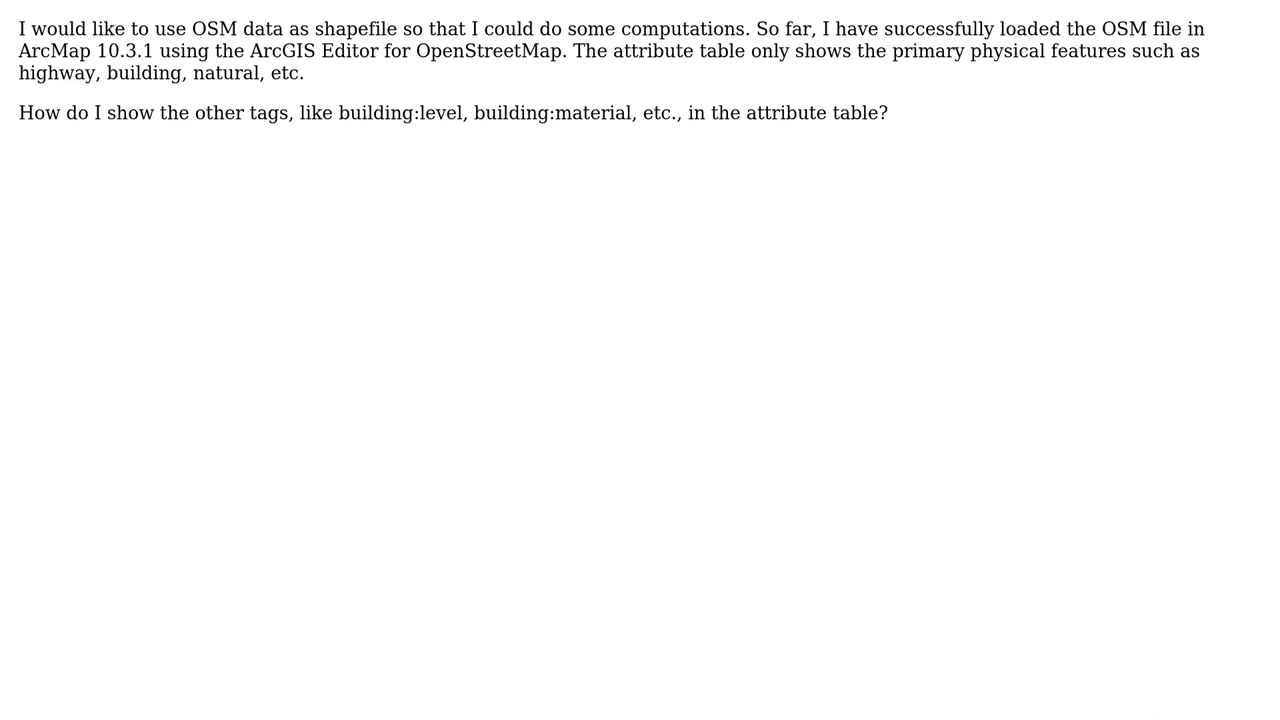 I would like to use OSM data as shapefile so that I could do some computations. So far, I have successfully loaded the OSM file in
ArcMap 10.3.1 using the ArcGIS Editor for OpenStreetMap. The attribute table only shows the primary physical features such as
highway, building, natural, etc.
How do I show the other tags, like building:level, building:material, etc., in the attribute table?